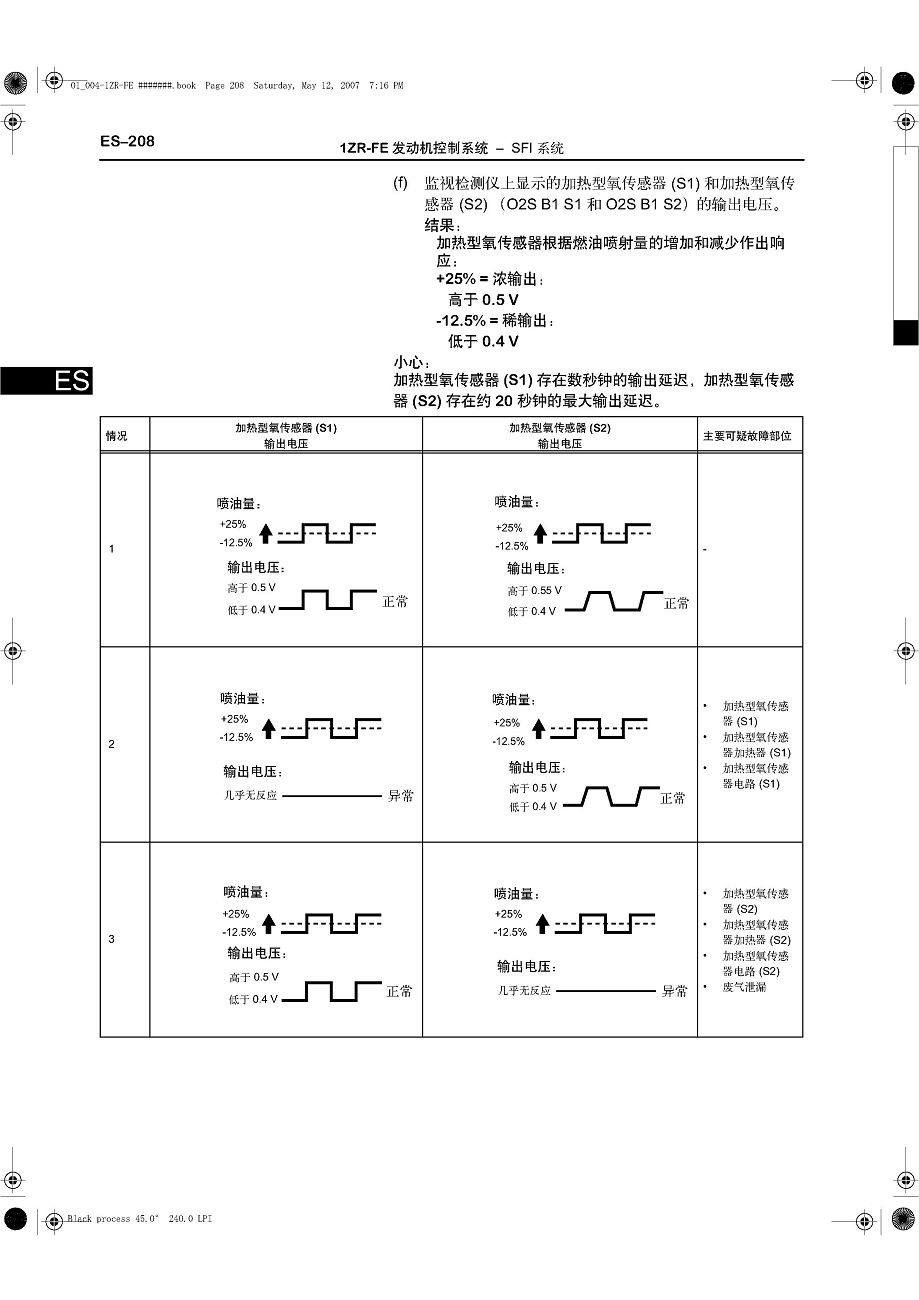 01_004-1ZR-FE #######.book Page 208 Saturday, May 12, 2007 7:16 PM
ES–208
1ZR-FE 发动机控制系统 – SFI 系统
(f) 监视检测仪上显示的加热型氧传感器 (S1) 和加热型氧传
感器 (S2) （O2S B1 S1 和 O2S B1 S2）的输出电压。
结果：
加热型氧传感器根据燃油喷射量的增加和减少作出响
应：
+25% = 浓输出：
高于 0.5 V
-12.5% = 稀输出：
低于 0.4 V
小心：
加热型氧传感器 (S1) 存在数秒钟的输出延迟，加热型氧传感
器 (S2) 存在约 20 秒钟的最大输出延迟。
ES
情况
加热型氧传感器 (S1)
输出电压
加热型氧传感器 (S2)
输出电压
主要可疑故障部位
1
喷油量：
+25%
-12.5%
输出电压：
高于 0.5 V
低于 0.4 V
正常
喷油量：
+25%
-12.5%
输出电压：
高于 0.55 V
低于 0.4 V
正常
-
2
喷油量：
+25%
-12.5%
输出电压：
几乎无反应
异常
喷油量：
+25%
-12.5%
输出电压：
高于 0.5 V
低于 0.4 V
正常
• 加热型氧传感
器 (S1)
• 加热型氧传感
器加热器 (S1)
• 加热型氧传感
器电路 (S1)
3
喷油量：
+25%
-12.5%
输出电压：
高于 0.5 V
低于 0.4 V
正常
喷油量：
+25%
-12.5%
输出电压：
几乎无反应
异常
• 加热型氧传感
器 (S2)
• 加热型氧传感
器加热器 (S2)
• 加热型氧传感
器电路 (S2)
• 废气泄漏
Black process 45.0° 240.0 LPI